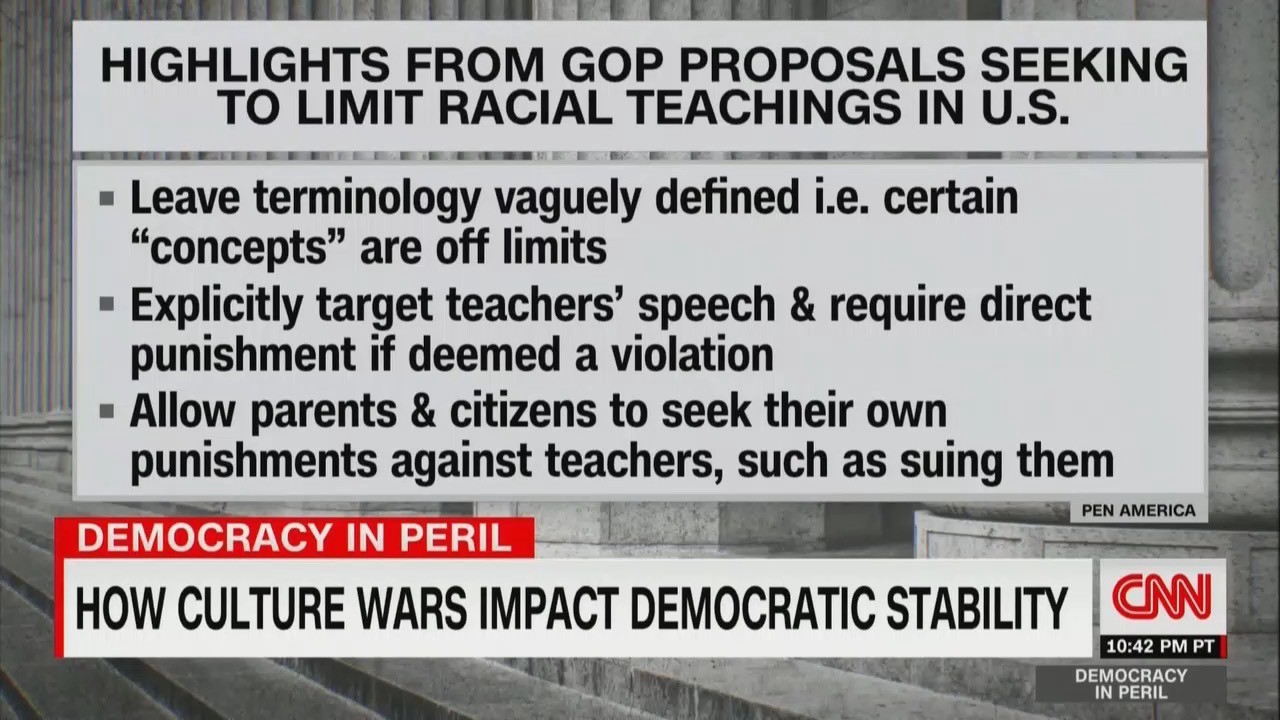 HIGHLIGHTS FROM GOP PROPOSALS SEEKING
TO LIMIT RACIAL TEACHINGS IN U.S.
▪ Leave terminology vaguely defined i.e. certain
“concepts” are off limits
▪ Explicitly target teachers’ speech & require direct
punishment if deemed a violation
▪ Allow parents & citizens to seek their own
punishments against teachers, such as suing them
PEN AMERICA
DEMOCRACY IN PERIL
HOW CULTURE WARS IMPACT DEMOCRATIC STABILITY
CNN
10:42 PM PT
DEMOCRACY
IN PERIL